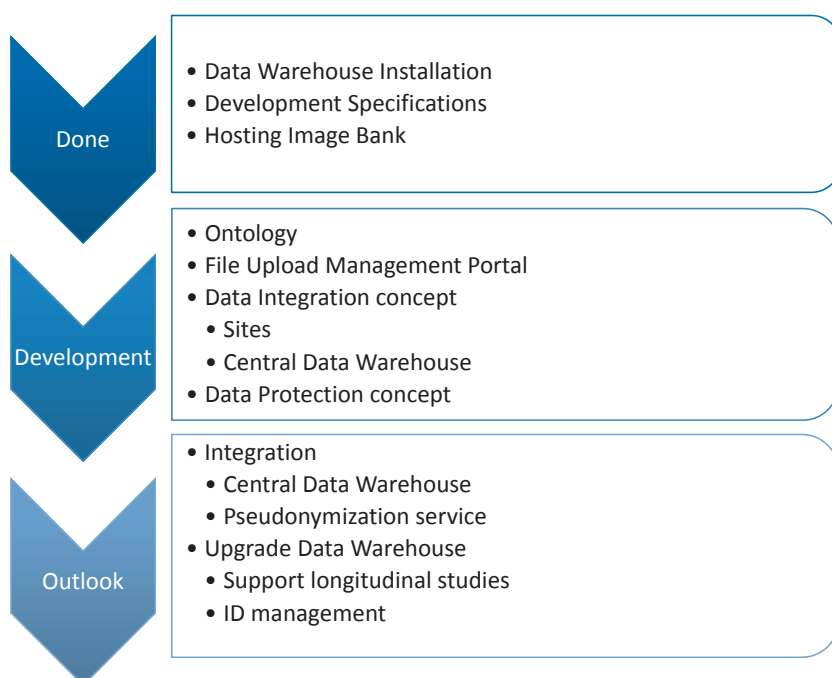 Done
• Data Warehouse Installation
• Development Specifications
• Hosting Image Bank
Development
• Ontology
• File Upload Management Portal
• Data Integration concept
• Sites
• Central Data Warehouse
• Data Protection concept
Outlook
• Integration
• Central Data Warehouse
• Pseudonymization service
• Upgrade Data Warehouse
• Support longitudinal studies
• ID management